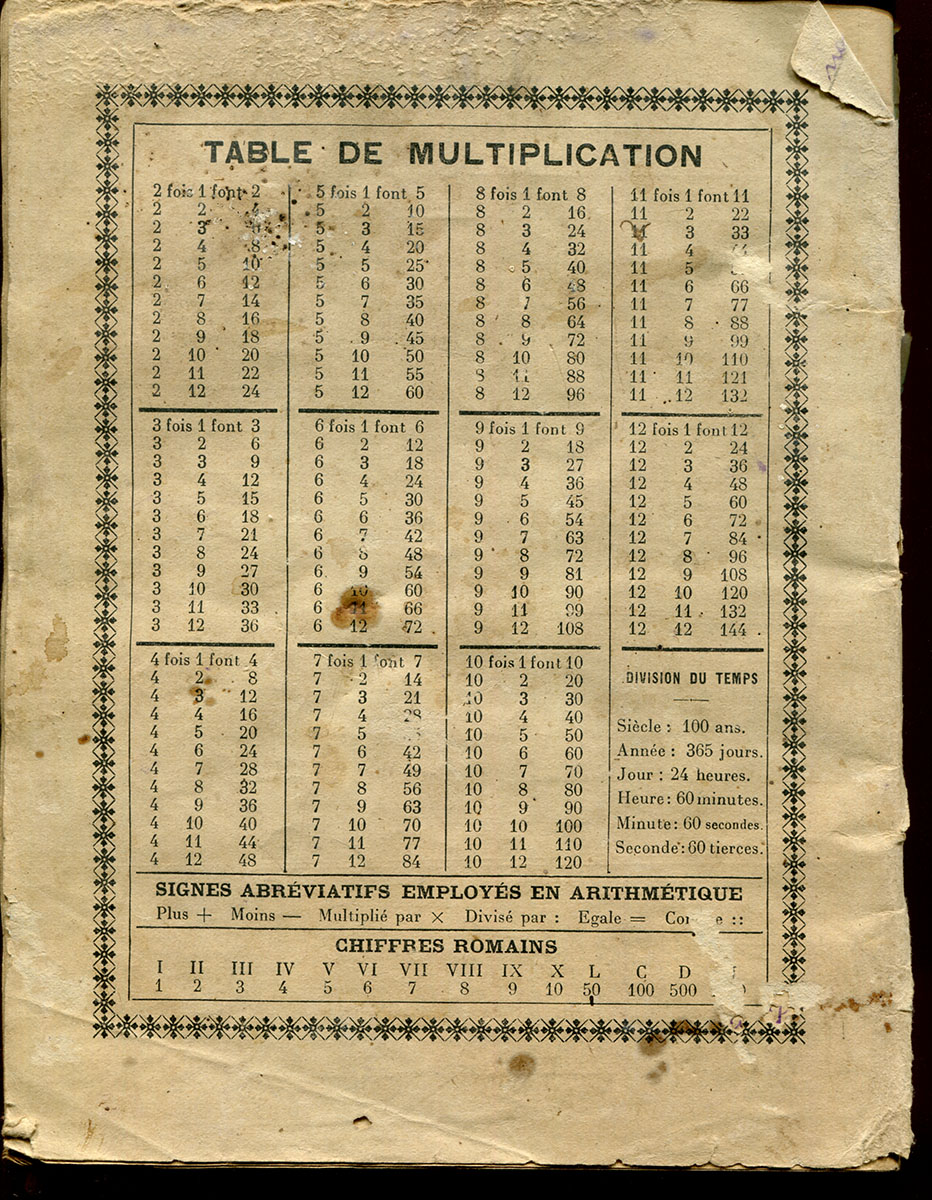 TABLE DE MULTIPLICATION
2 fois 1 font 2
2 2 4
2 3
2 4 8
2 5 10
2 6 12
2 7 14
2 8 16
2 9 18
2 10 20
2 11 22
2 12 24
3 fois 1 font 3
3 2 6
3 3 9
3 4 12
3 5 15
3 6 18
3 7 21
3 8 24
3 9 27
3 10 30
3 11 33
3 12 36
4 fois 1 font 4
4 2 8
4 3 12
4 4 16
4 5 20
4 6 24
4 7 28
4 8 32
4 9 36
4 10 40
4 11 44
4 12 48
5 fois 1 font 5
5 2 10
5 3 15
5 4 20
5 5 25
5 6 30
5 7 35
5 8 40
5 9 45
5 10 50
5 11 55
5 12 60
6 fois 1 font 6
6 2 12
6 3 18
6 4 24
6 5 30
6 6 36
6 7 42
6 8 48
6 9 54
6 10 60
6 11 66
6 12 72
7 fois 1 font 7
7 2 14
7 3 21
7 4 28
7 5
7 6 42
7 7 49
7 8 56
7 9 63
7 10 70
7 11 77
7 12 84
8 fois 1 font 8
8 2 16
8 3 24
8 4 32
8 5 40
8 6 48
8 7 56
8 8 64
8 9 72
8 10 80
8 11 88
8 12 96
9 fois 1 font 9
9 2 18
9 3 27
9 4 36
9 5 45
9 6 54
9 7 63
9 8 72
9 9 81
9 10 90
9 11 99
9 12 108
10 fois 1 font 10
10 2 20
10 3 30
10 4 40
10 5 50
10 6 60
10 7 70
10 8 80
10 9 90
10 10 100
10 11 110
10 12 120
11 fois 1 font 11
11 2 22
11 3 33
11 4
11 5
11 6 66
11 7 77
11 8 88
11 9 99
11 10 110
11 11 121
11 12 132
12 fois 1 font 12
12 2 24
12 3 36
12 4 48
12 5 60
12 6 72
12 7 84
12 8 96
12 9 108
12 10 120
12 11 132
12 12 144
DIVISION DU TEMPS
Siècle : 100 ans.
Année : 365 jours.
Jour : 24 heures.
Heure : 60 minutes.
Minute : 60 secondes.
Seconde : 60 tierces.
SIGNES ABRÉVIATIFS EMPLOYÉS EN ARITHMÉTIQUE
Plus + Moins — Multiplié par × Divisé par : Egale = ::
CHIFFRES ROMAINS
I II III IV V VI VII VIII IX X L C D
1 2 3 4 5 6 7 8 9 10 50 100 500